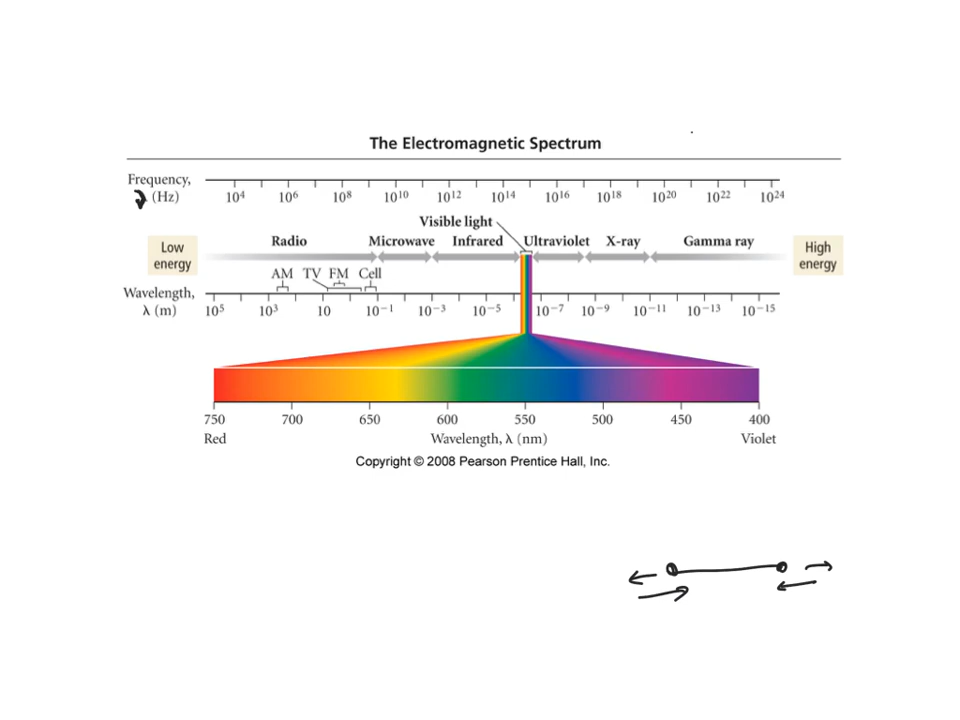 The Electromagnetic Spectrum
Frequency,
ν (Hz)
10⁴ 10⁶ 10⁸ 10¹⁰ 10¹² 10¹⁴ 10¹⁶ 10¹⁸ 10²⁰ 10²² 10²⁴
Visible light
Low
energy
Radio Microwave Infrared Ultraviolet X-ray Gamma ray
High
energy
AM TV FM Cell
Wavelength,
λ (m)
10⁵ 10³ 10 10⁻¹ 10⁻³ 10⁻⁵ 10⁻⁷ 10⁻⁹ 10⁻¹¹ 10⁻¹³ 10⁻¹⁵
750 700 650 600 550 500 450 400
Red Wavelength, λ (nm) Violet
Copyright © 2008 Pearson Prentice Hall, Inc.